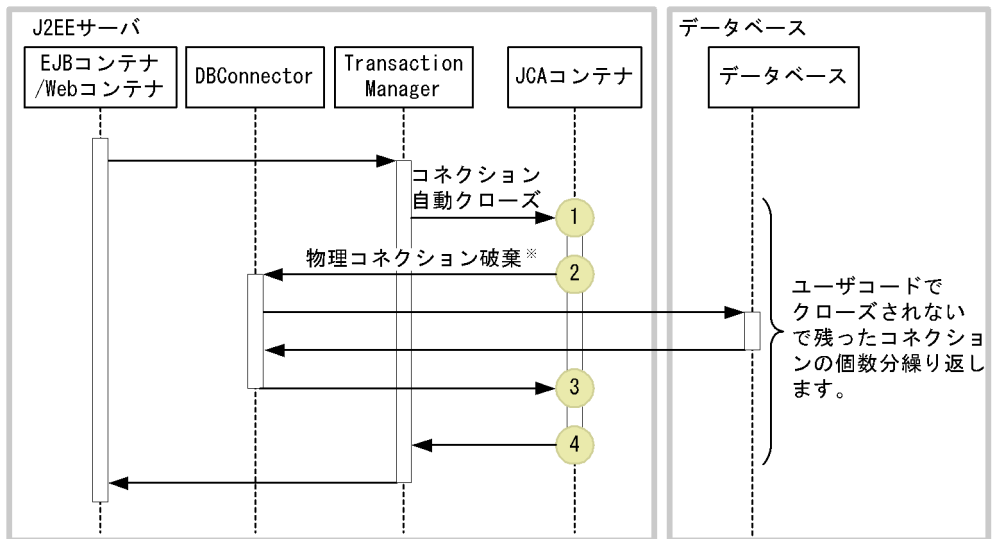 J2EEサーバ
データベース
EJBコンテナ
/Webコンテナ
DBConnector
Transaction
Manager
JCAコンテナ
データベース
コネクション
自動クローズ
1
物理コネクション破棄※
2
ユーザコードで
クローズされない
で残ったコネクショ
ンの個数分繰り返し
ます。
3
4